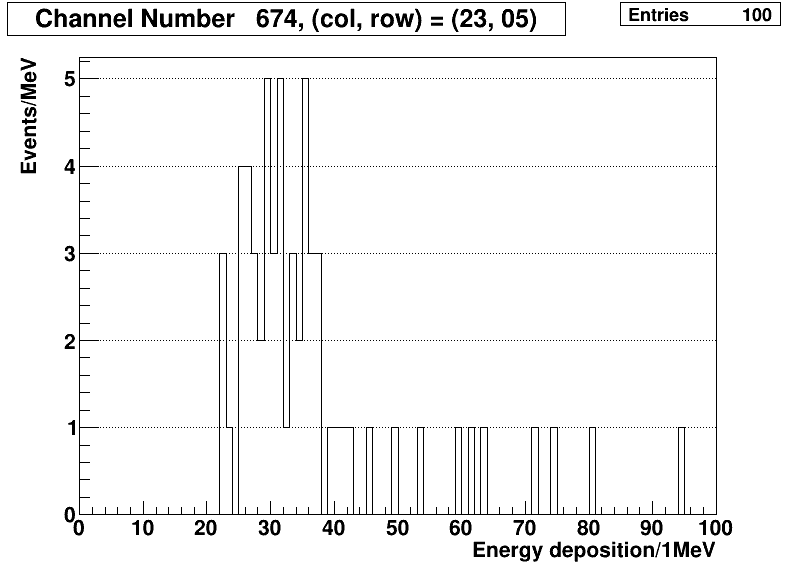 Channel Number 674, (col, row) = (23, 05)
Entries 100
Events/MeV
5
4
3
2
1
0
0 10 20 30 40 50 60 70 80 90 100
Energy deposition/1MeV